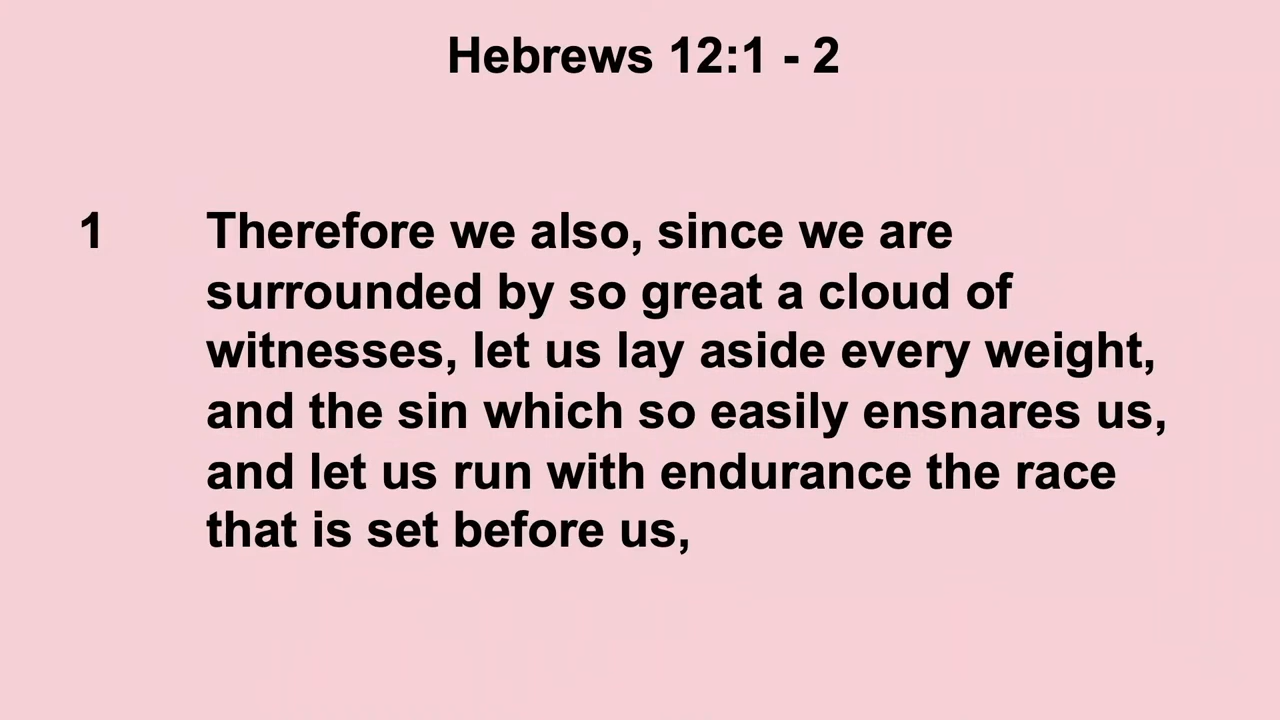 Hebrews 12:1 - 2
1 Therefore we also, since we are
surrounded by so great a cloud of
witnesses, let us lay aside every weight,
and the sin which so easily ensnares us,
and let us run with endurance the race
that is set before us,